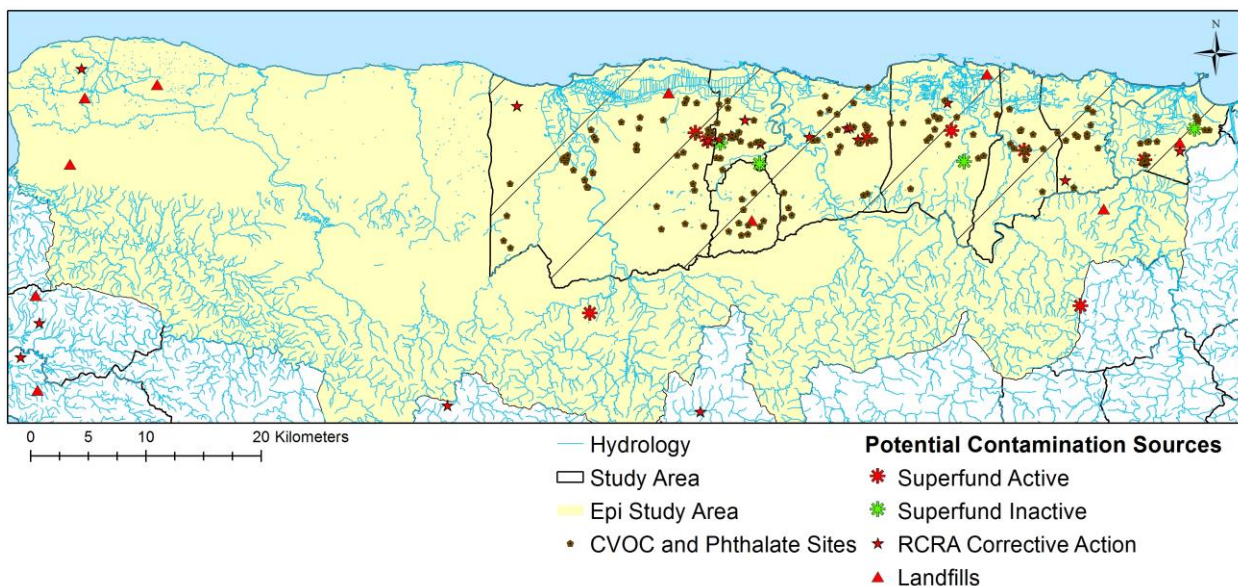 N
0 5 10 20 Kilometers
Hydrology
Study Area
Epi Study Area
CVOC and Phthalate Sites
Potential Contamination Sources
Superfund Active
Superfund Inactive
RCRA Corrective Action
Landfills